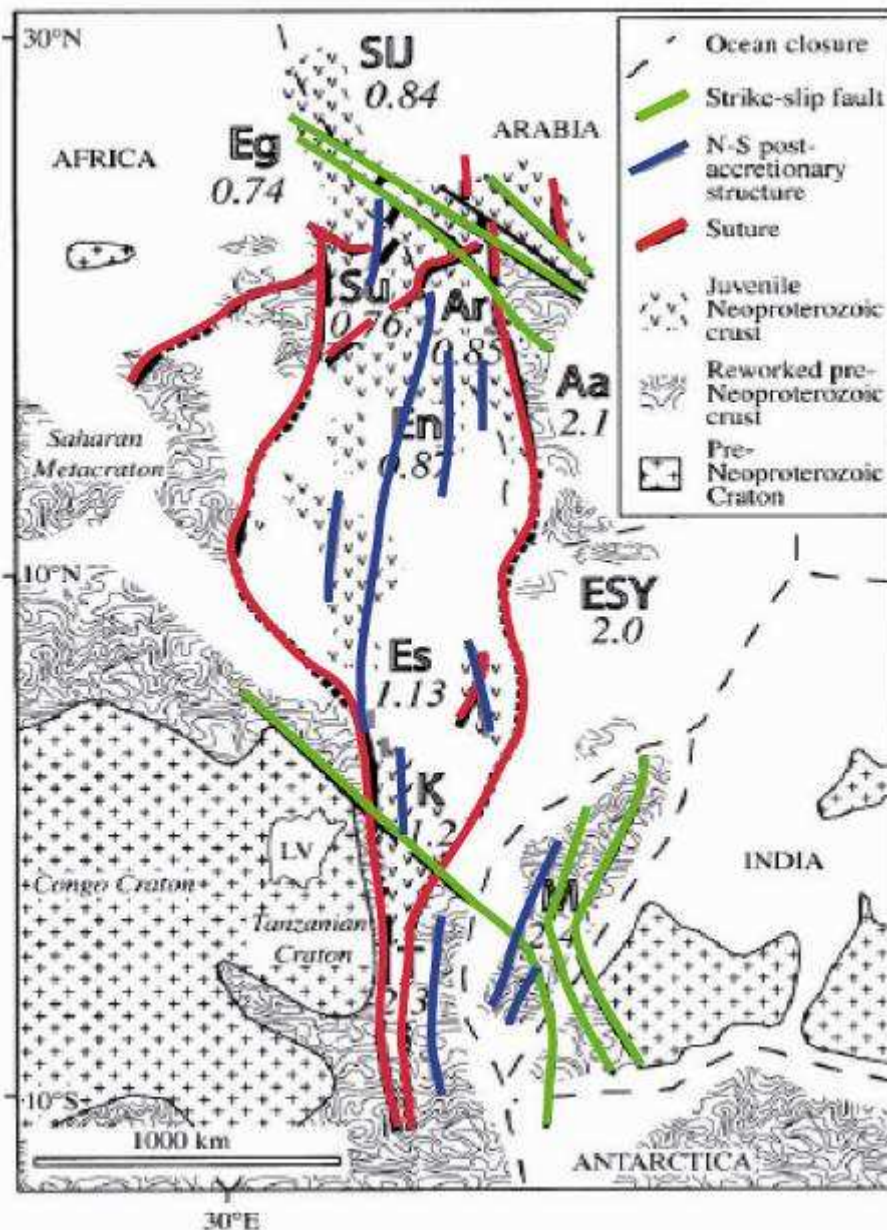 30°N
SIJ
0.84
AFRICA
Eg
0.74
ARABIA
Ocean closure
Strike-slip fault
N-S post-
accretionary
structure
Suture
Juvenile
Neoproterozoic
crust
Reworked pre-
Neoproterozoic
crust
Pre-
Neoproterozoic
Craton
Su
0.76
Ar
0.85
Aa
2.1
En
0.87
Saharan
Metacraton
10°N
ESY
2.0
Es
1.13
K
1.2
LV
INDIA
Congo Craton
Tanzanian
Craton
M
10°S
1000 km
ANTARCTICA
30°E